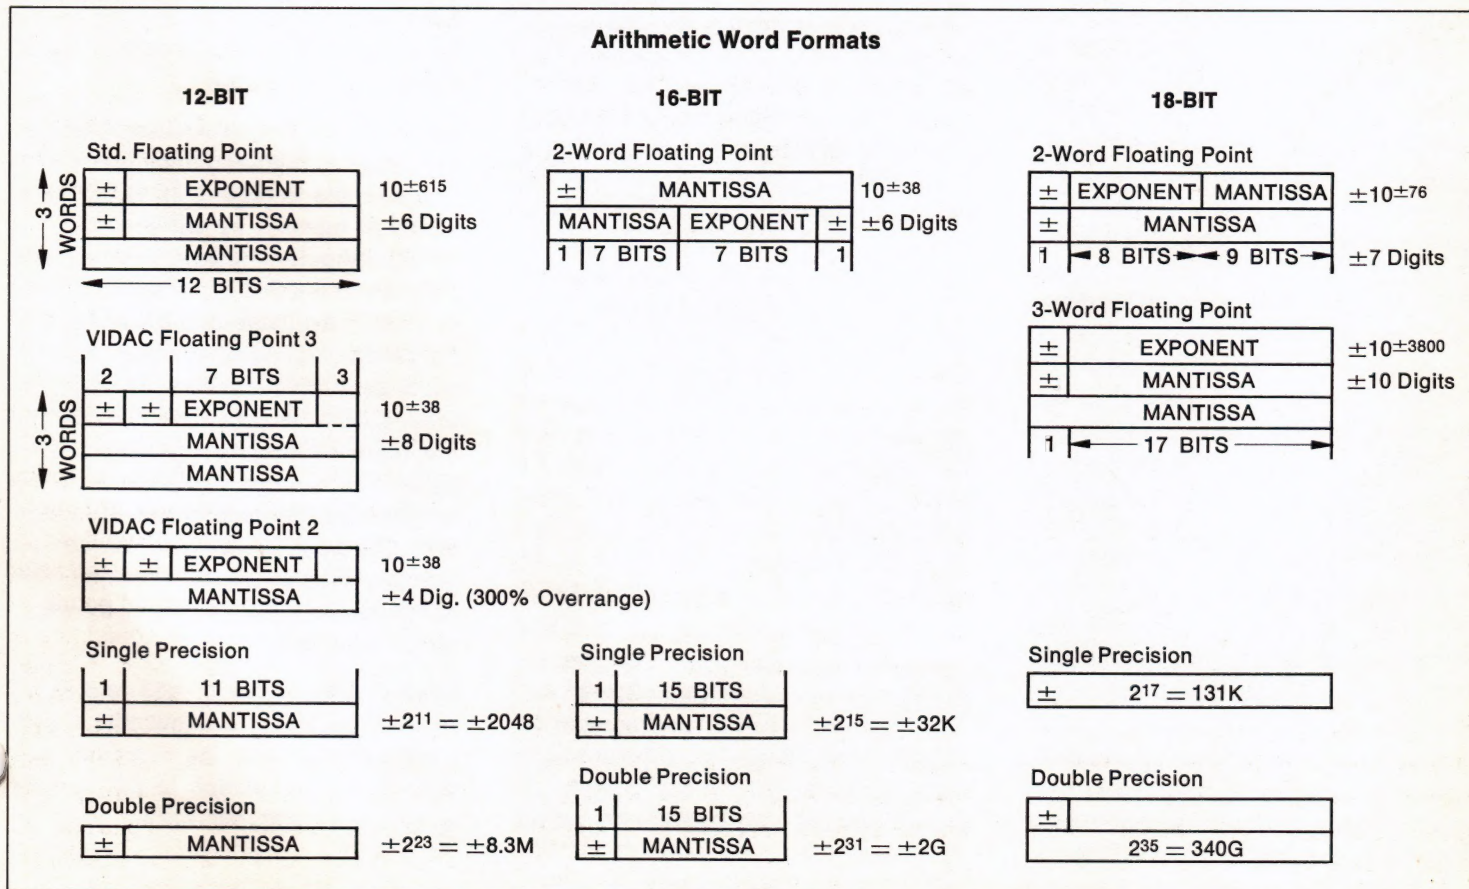 Arithmetic Word Formats
12-BIT
Std. Floating Point
3 WORDS
± EXPONENT 10±615
± MANTISSA ±6 Digits
MANTISSA
12 BITS
VIDAC Floating Point 3
2 7 BITS 3
3 WORDS
± ± EXPONENT 10±38
MANTISSA ±8 Digits
MANTISSA
VIDAC Floating Point 2
± ± EXPONENT 10±38
MANTISSA ±4 Dig. (300% Overrange)
Single Precision
1 11 BITS
± MANTISSA ±2¹¹ = ±2048
Double Precision
± MANTISSA ±2²³ = ±8.3M
16-BIT
2-Word Floating Point
± MANTISSA 10±38
MANTISSA EXPONENT ± ±6 Digits
1 7 BITS 7 BITS 1
Single Precision
1 15 BITS
± MANTISSA ±2¹⁵ = ±32K
Double Precision
1 15 BITS
± MANTISSA ±2³¹ = ±2G
18-BIT
2-Word Floating Point
± EXPONENT MANTISSA ±10±76
± MANTISSA
1 8 BITS 9 BITS ±7 Digits
3-Word Floating Point
± EXPONENT ±10±3800
± MANTISSA ±10 Digits
MANTISSA
1 17 BITS
Single Precision
± 2¹⁷ = 131K
Double Precision
±
2³⁵ = 340G